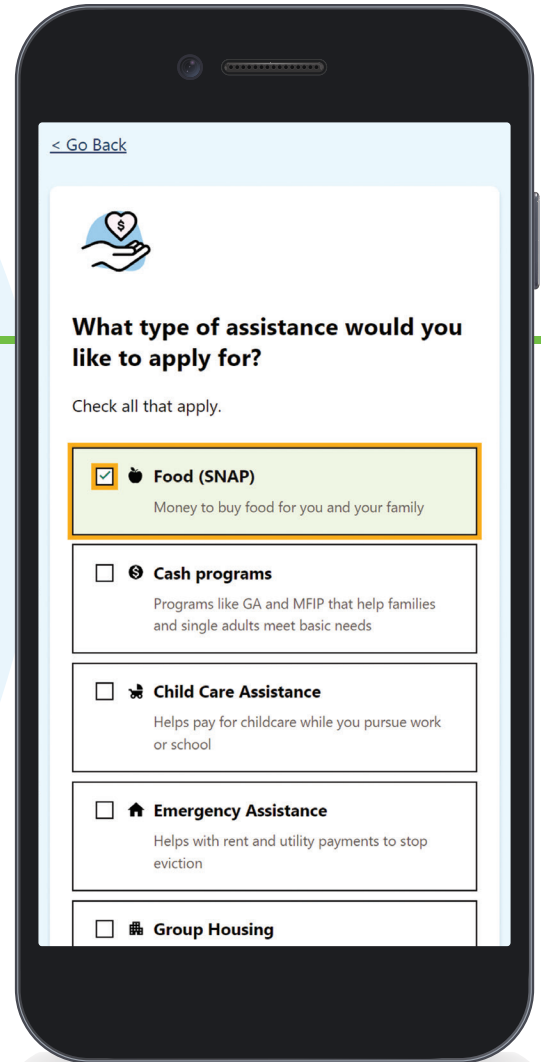 < Go Back
$
What type of assistance would you
like to apply for?
Check all that apply.
Food (SNAP)
Money to buy food for you and your family
$ Cash programs
Programs like GA and MFIP that help families
and single adults meet basic needs
Child Care Assistance
Helps pay for childcare while you pursue work
or school
Emergency Assistance
Helps with rent and utility payments to stop
eviction
Group Housing